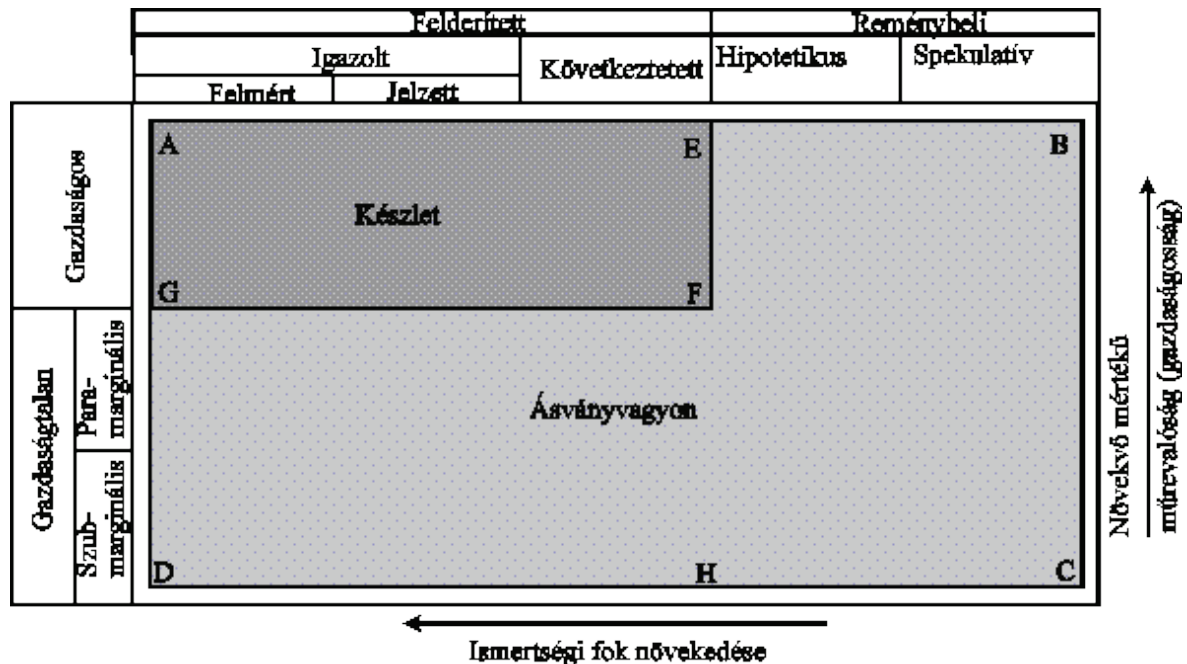 Felderített
Reménybeli
Igazolt
Következtetett
Hipotetikus
Spekulatív
Felmért
Jelzett
Gazdaságos
Gazdaságtalan
Para-
marginális
Szub-
marginális
A
E
B
Készlet
G
F
Ásványvagyon
D
H
C
Növekvő mértékű
műrevalóság (gazdaságosság)
Ismertségi fok növekedése